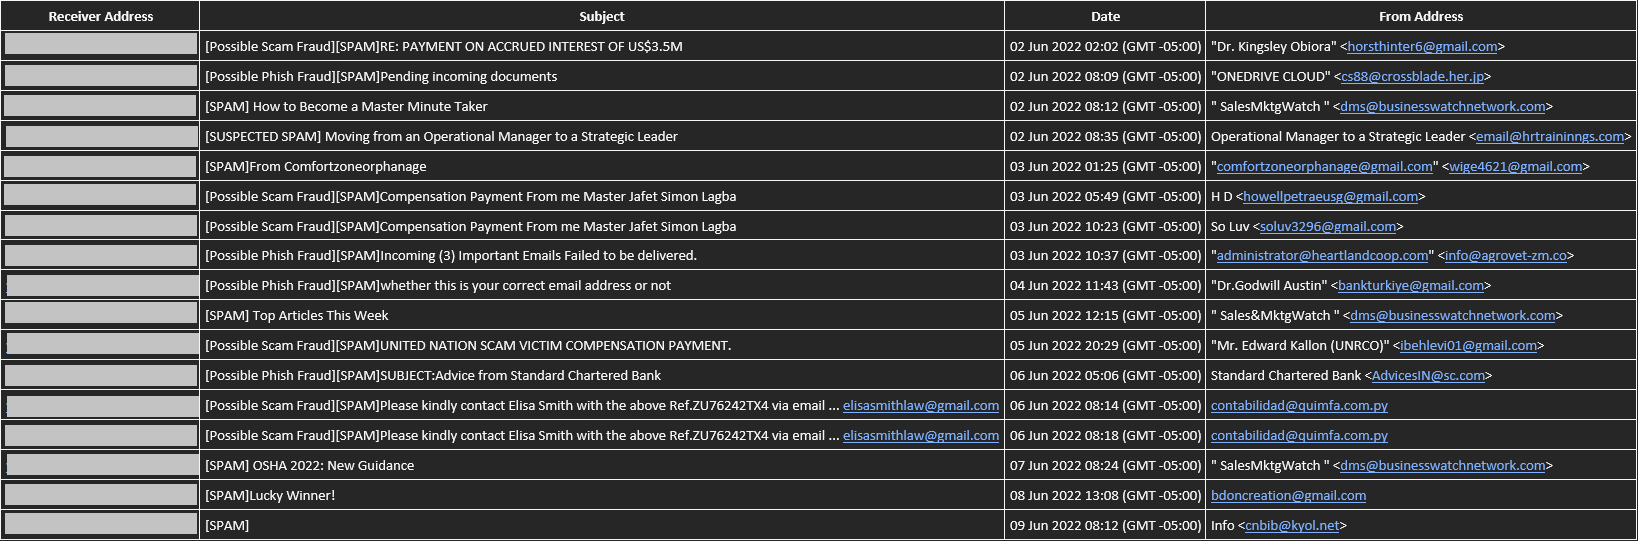 Receiver Address Subject Date From Address
[Possible Scam Fraud][SPAM]RE: PAYMENT ON ACCRUED INTEREST OF US$3.5M 02 Jun 2022 02:02 (GMT -05:00) "Dr. Kingsley Obiora" <horsthinter6@gmail.com>
[Possible Phish Fraud][SPAM]Pending incoming documents 02 Jun 2022 08:09 (GMT -05:00) "ONEDRIVE CLOUD" <cs88@crossblade.her.jp>
[SPAM] How to Become a Master Minute Taker 02 Jun 2022 08:12 (GMT -05:00) " SalesMktgWatch " <dms@businesswatchnetwork.com>
[SUSPECTED SPAM] Moving from an Operational Manager to a Strategic Leader 02 Jun 2022 08:35 (GMT -05:00) Operational Manager to a Strategic Leader <email@hrtraininngs.com>
[SPAM]From Comfortzoneorphanage 03 Jun 2022 01:25 (GMT -05:00) "comfortzoneorphanage@gmail.com" <wige4621@gmail.com>
[Possible Scam Fraud][SPAM]Compensation Payment From me Master Jafet Simon Lagba 03 Jun 2022 05:49 (GMT -05:00) H D <howellpetraeusg@gmail.com>
[Possible Scam Fraud][SPAM]Compensation Payment From me Master Jafet Simon Lagba 03 Jun 2022 10:23 (GMT -05:00) So Luv <soluv3296@gmail.com>
[Possible Phish Fraud][SPAM]Incoming (3) Important Emails Failed to be delivered. 03 Jun 2022 10:37 (GMT -05:00) "administrator@heartlandcoop.com" <info@agrovet-zm.co>
[Possible Phish Fraud][SPAM]whether this is your correct email address or not 04 Jun 2022 11:43 (GMT -05:00) "Dr.Godwill Austin" <bankturkiye@gmail.com>
[SPAM] Top Articles This Week 05 Jun 2022 12:15 (GMT -05:00) " Sales&MktgWatch " <dms@businesswatchnetwork.com>
[Possible Scam Fraud][SPAM]UNITED NATION SCAM VICTIM COMPENSATION PAYMENT. 05 Jun 2022 20:29 (GMT -05:00) "Mr. Edward Kallon (UNRCO)" <ibehlevi01@gmail.com>
[Possible Phish Fraud][SPAM]SUBJECT:Advice from Standard Chartered Bank 06 Jun 2022 05:06 (GMT -05:00) Standard Chartered Bank <AdvicesIN@sc.com>
[Possible Scam Fraud][SPAM]Please kindly contact Elisa Smith with the above Ref.ZU76242TX4 via email ... elisasmithlaw@gmail.com 06 Jun 2022 08:14 (GMT -05:00) contabilidad@quimfa.com.py
[Possible Scam Fraud][SPAM]Please kindly contact Elisa Smith with the above Ref.ZU76242TX4 via email ... elisasmithlaw@gmail.com 06 Jun 2022 08:18 (GMT -05:00) contabilidad@quimfa.com.py
[SPAM] OSHA 2022: New Guidance 07 Jun 2022 08:24 (GMT -05:00) " SalesMktgWatch " <dms@businesswatchnetwork.com>
[SPAM]Lucky Winner! 08 Jun 2022 13:08 (GMT -05:00) bdoncreation@gmail.com
[SPAM] 09 Jun 2022 08:12 (GMT -05:00) Info <cnbib@kyol.net>